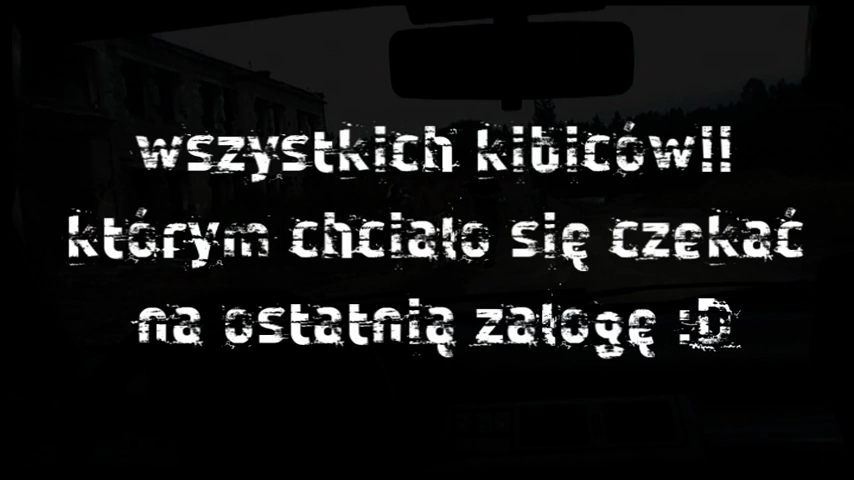 wszystkich kibiców!!
którym chciało się czekać
na ostatnią załogę :D